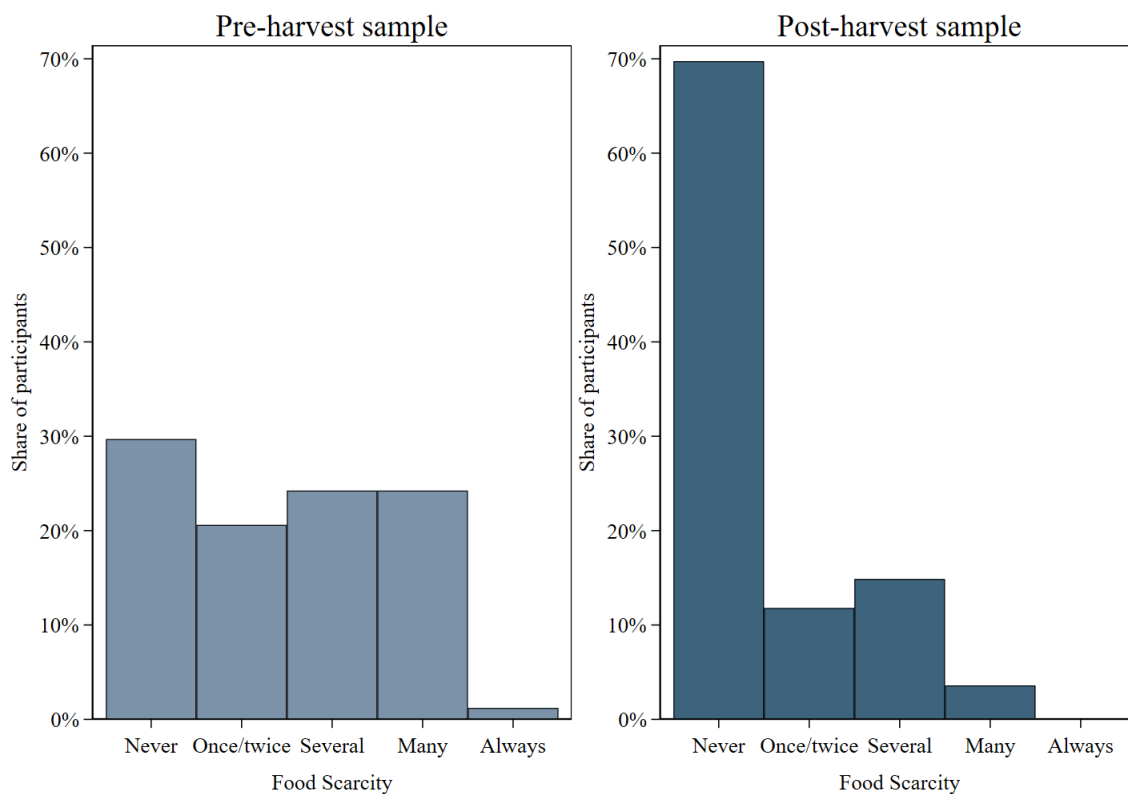 Pre-harvest sample
70%
60%
50%
40%
30%
20%
10%
0%
Share of participants
Never Once/twice Several Many Always
Food Scarcity
Post-harvest sample
70%
60%
50%
40%
30%
20%
10%
0%
Share of participants
Never Once/twice Several Many Always
Food Scarcity